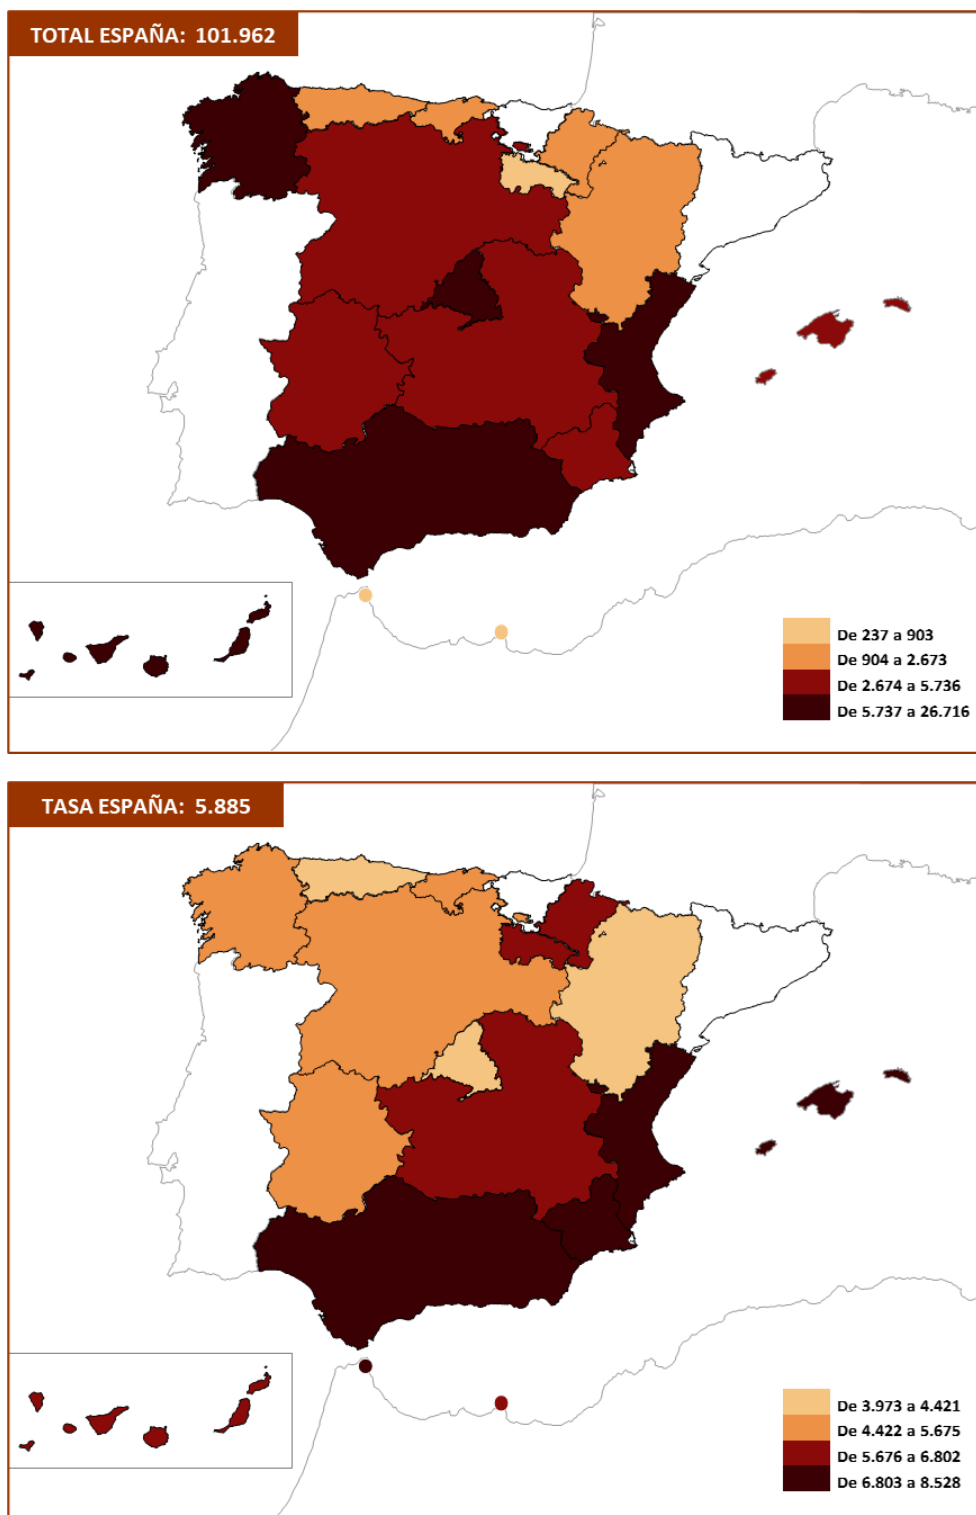 TOTAL ESPAÑA: 101.962
De 237 a 903
De 904 a 2.673
De 2.674 a 5.736
De 5.737 a 26.716
TASA ESPAÑA: 5.885
De 3.973 a 4.421
De 4.422 a 5.675
De 5.676 a 6.802
De 6.803 a 8.528